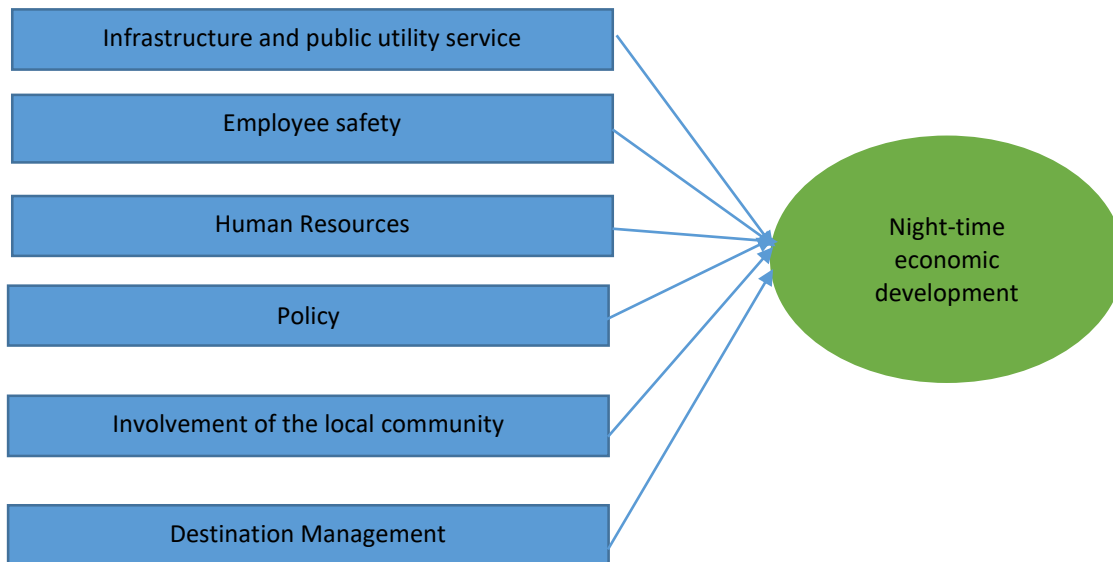 Infrastructure and public utility service
Employee safety
Human Resources
Policy
Involvement of the local community
Destination Management
Night-time
economic
development